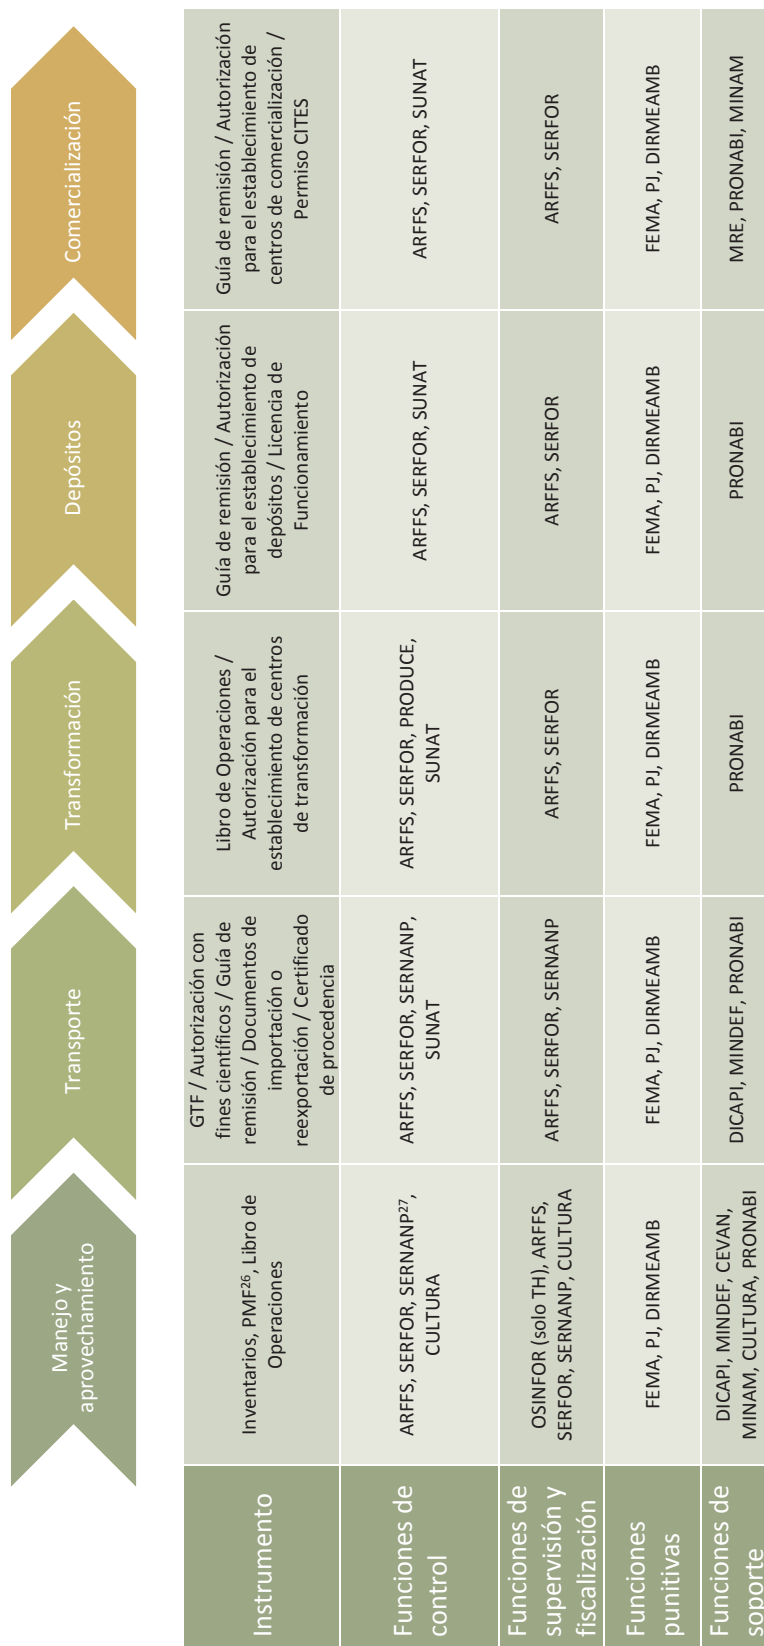 Manejo y
aprovechamiento
Transporte
Transformación
Depósitos
Comercialización
Instrumento
Inventarios, PMF26, Libro de
Operaciones
GTF / Autorización con
fines científicos / Guía de
remisión / Documentos de
importación o
reexportación / Certificado
de procedencia
Libro de Operaciones /
Autorización para el
establecimiento de centros
de transformación
Guía de remisión / Autorización
para el establecimiento de
depósitos / Licencia de
Funcionamiento
Guía de remisión / Autorización
para el establecimiento de
centros de comercialización /
Permiso CITES
Funciones de
control
ARFFS, SERFOR, SERNANP27,
CULTURA
ARFFS, SERFOR, SERNANP,
SUNAT
ARFFS, SERFOR, PRODUCE,
SUNAT
ARFFS, SERFOR, SUNAT
ARFFS, SERFOR, SUNAT
Funciones de
supervisión y
fiscalización
OSINFOR (solo TH), ARFFS,
SERFOR, SERNANP, CULTURA
ARFFS, SERFOR, SERNANP
ARFFS, SERFOR
ARFFS, SERFOR
ARFFS, SERFOR
Funciones
punitivas
FEMA, PJ, DIRMEAMB
FEMA, PJ, DIRMEAMB
FEMA, PJ, DIRMEAMB
FEMA, PJ, DIRMEAMB
FEMA, PJ, DIRMEAMB
Funciones de
soporte
DICAPI, MINDEF, CEVAN,
MINAM, CULTURA, PRONABI
DICAPI, MINDEF, PRONABI
PRONABI
PRONABI
MRE, PRONABI, MINAM